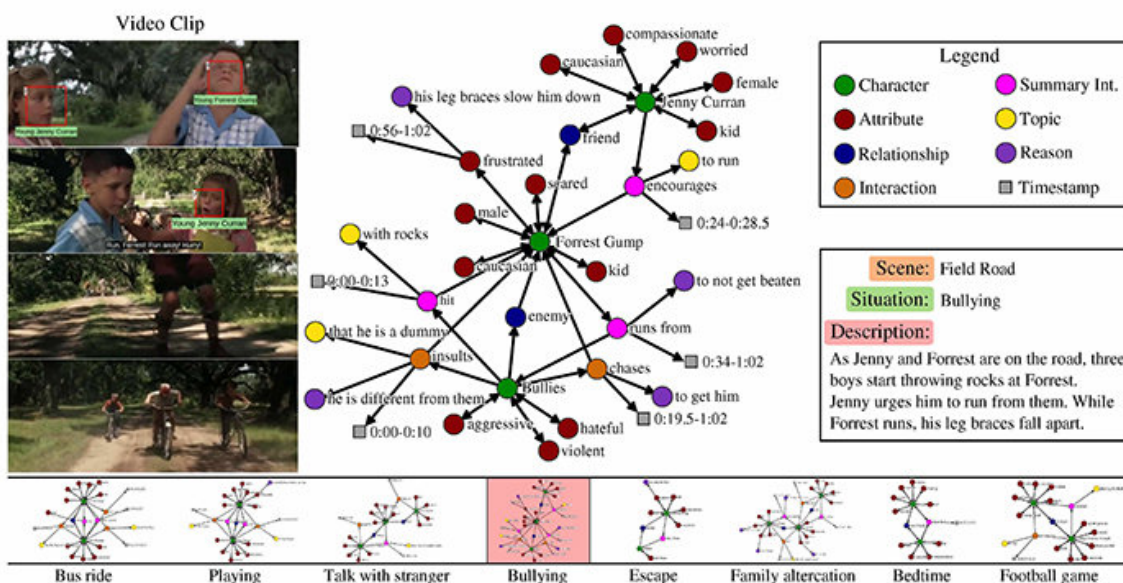 Video Clip
Young Jenny Curran
Young Forrest Gump
Young Jenny Curran
Run, Forrest! Run away! Hurry!
compassionate
worried
caucasian
female
Jenny Curran
his leg braces slow him down
kid
0:56-1:02
friend
frustrated
to run
scared
encourages
male
0:24-0:28.5
with rocks
Forrest Gump
caucasian
kid
0:00-0:13
to not get beaten
hit
enemy
that he is a dummy
runs from
insults
chases
0:34-1:02
Bullies
he is different from them
to get him
aggressive
hateful
0:19.5-1:02
0:00-0:10
violent
Legend
Character
Summary Int.
Attribute
Topic
Relationship
Reason
Interaction
Timestamp
Scene: Field Road
Situation: Bullying
Description:
As Jenny and Forrest are on the road, three
boys start throwing rocks at Forrest.
Jenny urges him to run from them. While
Forrest runs, his leg braces fall apart.
Bus ride
Playing
Talk with stranger
Bullying
Escape
Family altercation
Bedtime
Football game